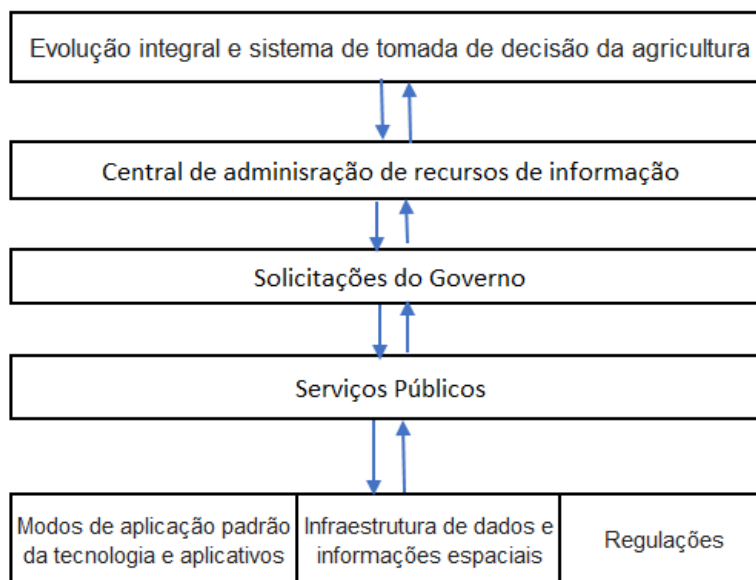 Evolução integral e sistema de tomada de decisão da agricultura
Central de adminisração de recursos de informação
Solicitações do Governo
Serviços Públicos
Modos de aplicação padrão
da tecnologia e aplicativos
Infraestrutura de dados e
informações espaciais
Regulações